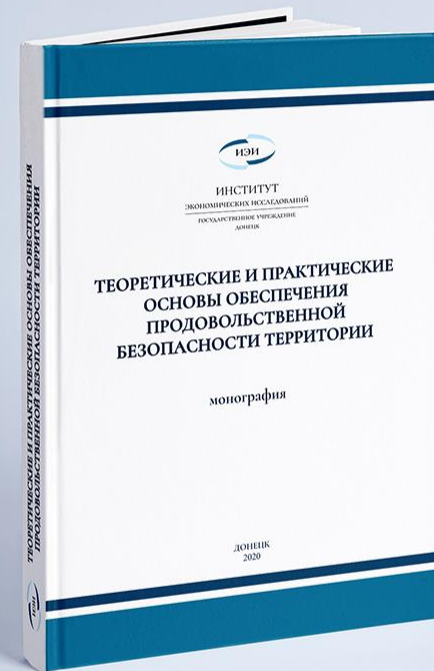 ИЭИ
ИНСТИТУТ
ЭКОНОМИЧЕСКИХ ИССЛЕДОВАНИЙ
ГОСУДАРСТВЕННОЕ УЧРЕЖДЕНИЕ
ДОНЕЦК
ТЕОРЕТИЧЕСКИЕ И ПРАКТИЧЕСКИЕ
ОСНОВЫ ОБЕСПЕЧЕНИЯ
ПРОДОВОЛЬСТВЕННОЙ
БЕЗОПАСНОСТИ ТЕРРИТОРИИ
монография
ДОНЕЦК
2020
ТЕОРЕТИЧЕСКИЕ И ПРАКТИЧЕСКИЕ ОСНОВЫ ОБЕСПЕЧЕНИЯ
ПРОДОВОЛЬСТВЕННОЙ БЕЗОПАСНОСТИ ТЕРРИТОРИИ
ИЭИ